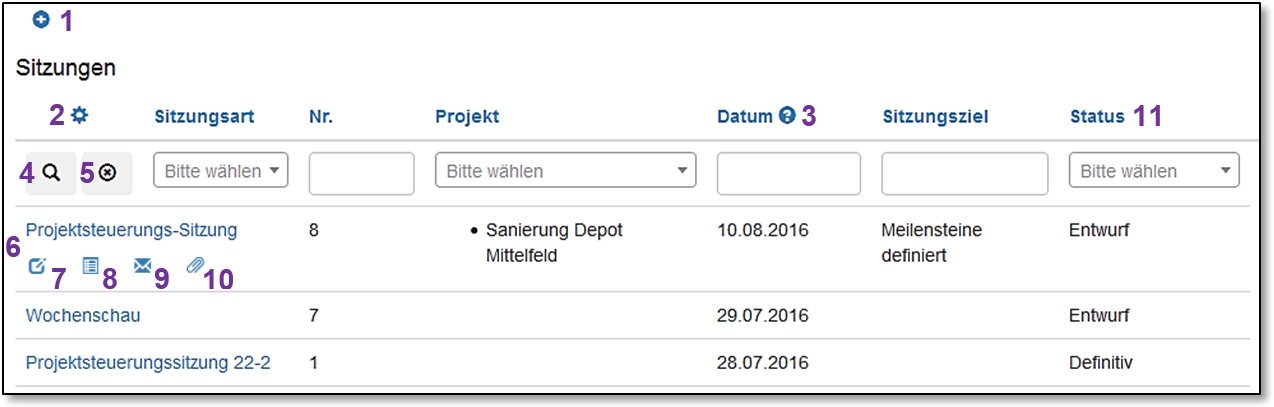 1
Sitzungen
2 Sitzungsart Nr. Projekt Datum 3 Sitzungsziel Status 11
4 5 Bitte wählen Bitte wählen Bitte wählen
Projektsteuerungs-Sitzung 8 • Sanierung Depot 10.08.2016 Meilensteine Entwurf
6 Mittelfeld definiert
7 8 9 10
Wochenschau 7 29.07.2016 Entwurf
Projektsteuerungssitzung 22-2 1 28.07.2016 Definitiv